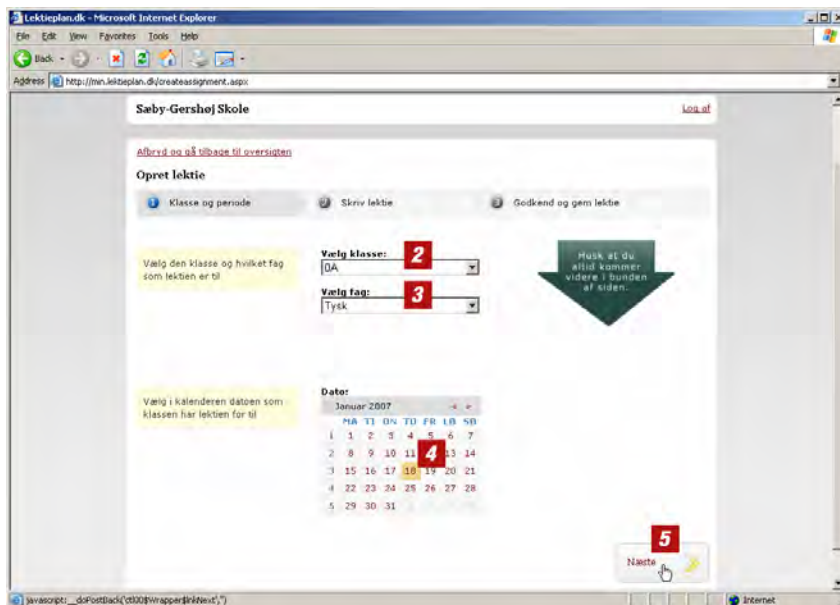 Lektieplan.dk - Microsoft Internet Explorer
File Edit View Favorites Tools Help
Back
Address http://min.lektieplan.dk/createassignment.aspx
Sæby-Gershøj Skole Log af
Afbryd og gå tilbage til oversigten
Opret lektie
1 Klasse og periode 2 Skriv lektie 3 Godkend og gem lektie
Vælg den klasse og hvilket fag
som lektien er til
Vælg klasse: 2
0A
Vælg fag: 3
Tysk
Husk at du
altid kommer
videre i bunden
af siden.
Vælg i kalenderen datoen som
klassen har lektien for til
Dato:
Januar 2007
MA TI ON TO FR LØ SØ
1 1 2 3 4 5 6 7
2 8 9 10 11 4 13 14
3 15 16 17 18 19 20 21
4 22 23 24 25 26 27 28
5 29 30 31
5
Næste
javascript:__doPostBack('ctl00$Wrapper$lnkNext','') Internet